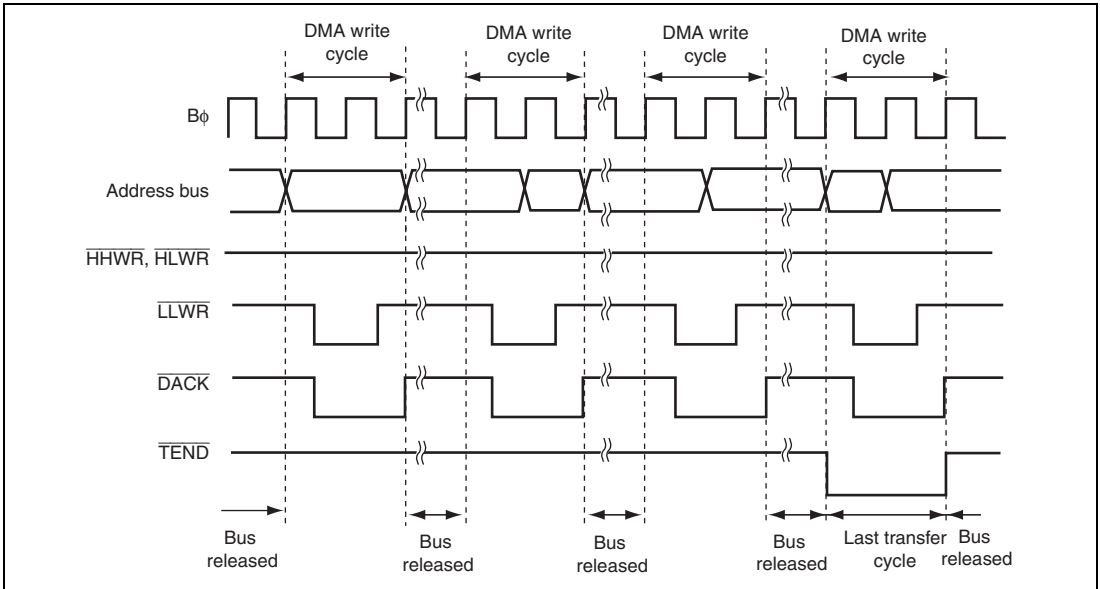 DMA write
cycle
DMA write
cycle
DMA write
cycle
DMA write
cycle
Bϕ
Address bus
HHWR, HLWR
LLWR
DACK
TEND
Bus
released
Bus
released
Bus
released
Bus
released
Last transfer
cycle
Bus
released